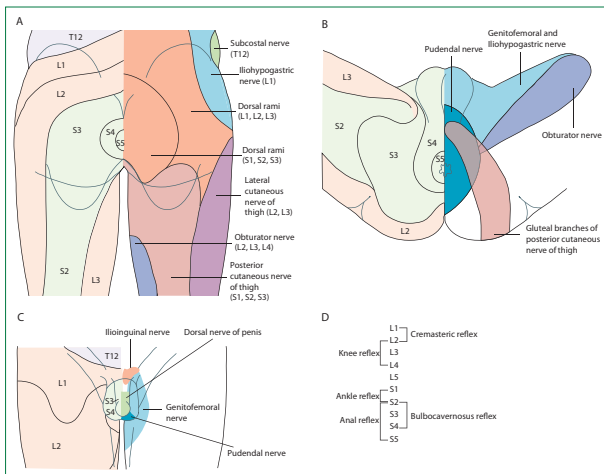 A
T12
L1
L2
S3
S4
S5
S2
L3
Subcostal nerve
(T12)
Iliohypogastric
nerve (L1)
Dorsal rami
(L1, L2, L3)
Dorsal rami
(S1, S2, S3)
Lateral
cutaneous
nerve of
thigh (L2, L3)
Obturator nerve
(L2, L3, L4)
Posterior
cutaneous nerve
of thigh
(S1, S2, S3)
B
Genitofemoral and
Iliohypogastric nerve
Pudendal nerve
L3
S2
S3
S4
S5
L2
Obturator nerve
Gluteal branches of
posterior cutaneous
nerve of thigh
C
Ilioinguinal nerve
Dorsal nerve of penis
T12
L1
S3
S4
L2
Genitofemoral
nerve
Pudendal nerve
D
L1
Cremasteric reflex
L2
Knee reflex
L3
L4
L5
Ankle reflex
S1
S2
Anal reflex
S3
Bulbocavernosus reflex
S4
S5